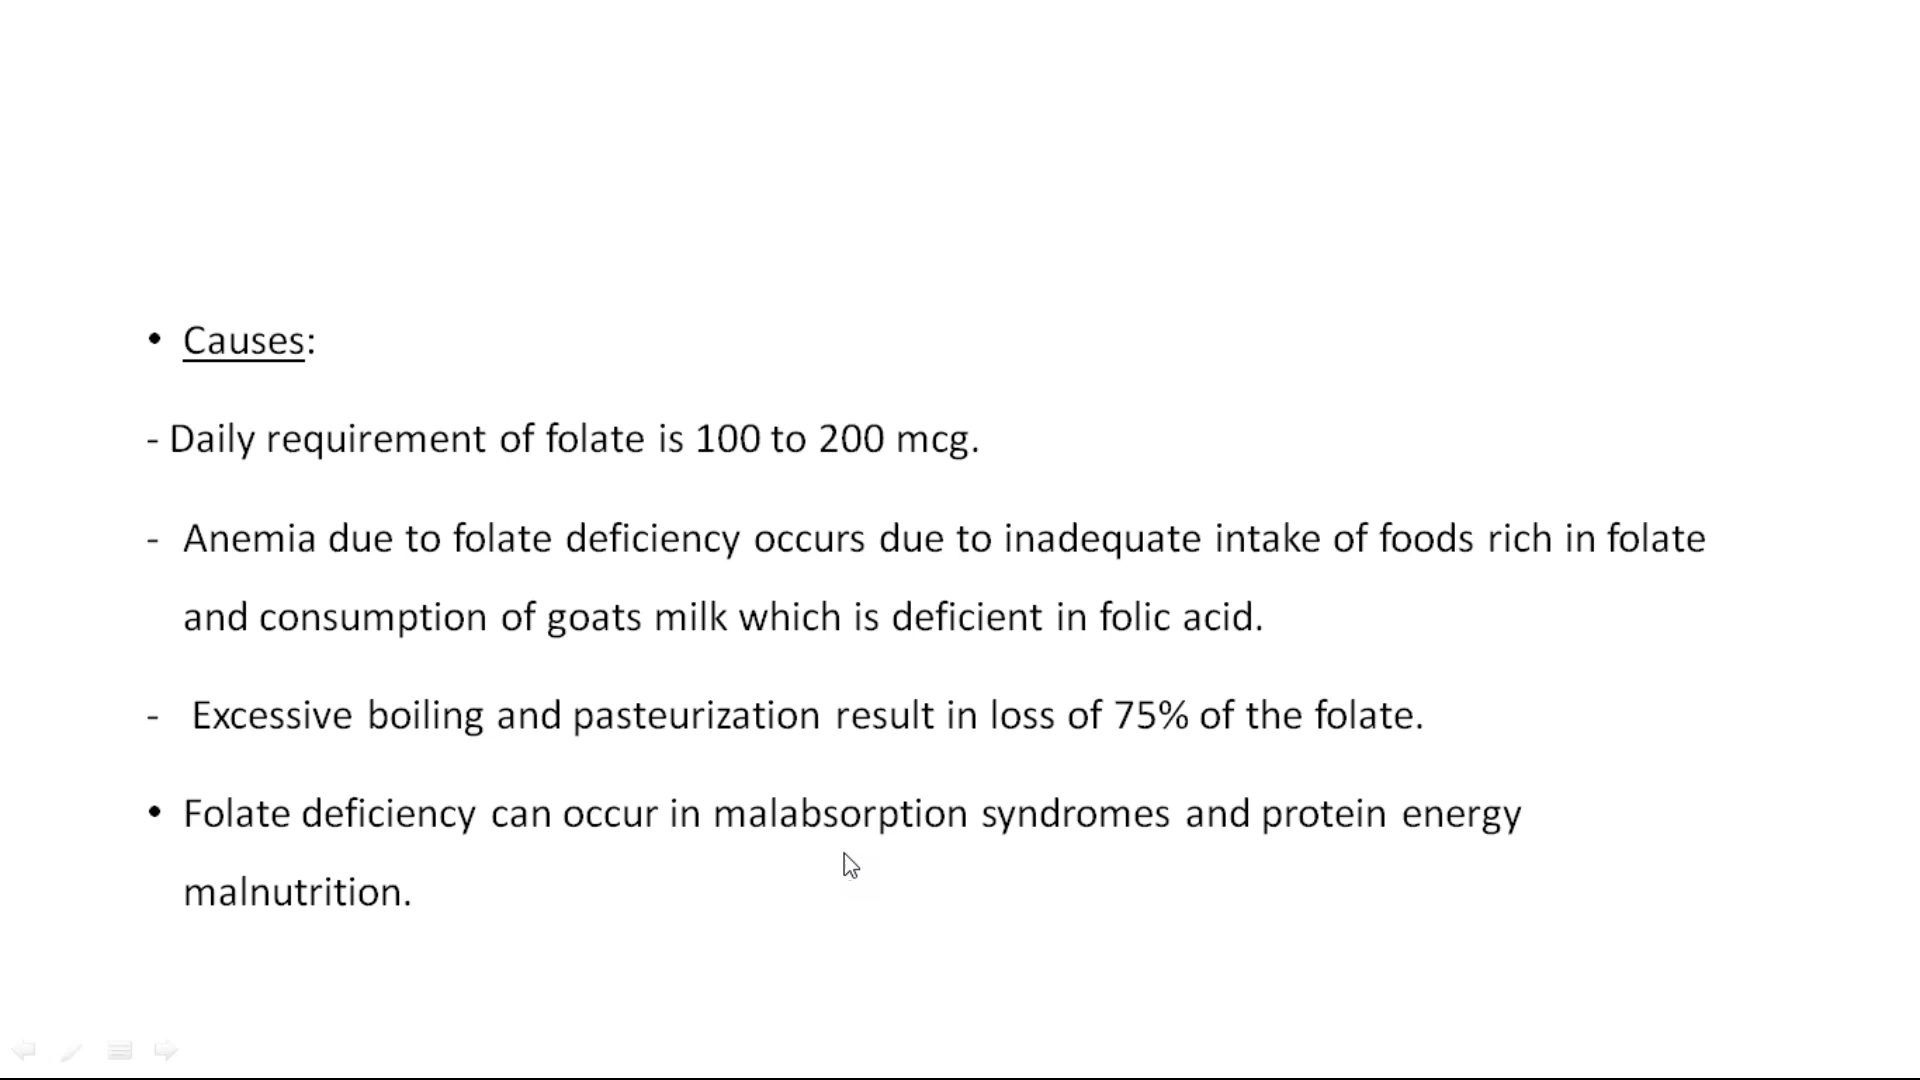 • Causes:
- Daily requirement of folate is 100 to 200 mcg.
- Anemia due to folate deficiency occurs due to inadequate intake of foods rich in folate
and consumption of goats milk which is deficient in folic acid.
- Excessive boiling and pasteurization result in loss of 75% of the folate.
• Folate deficiency can occur in malabsorption syndromes and protein energy
malnutrition.